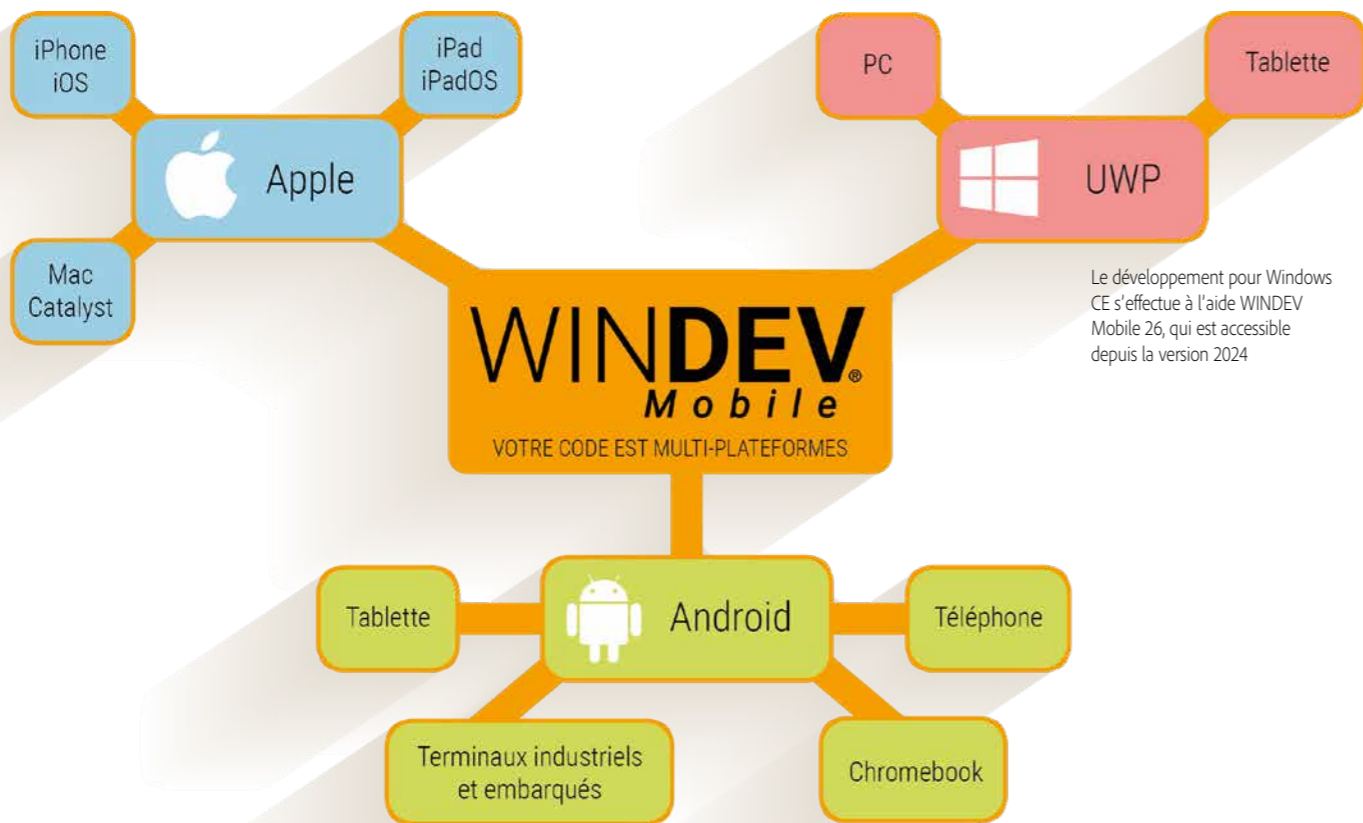 iPhone
iOS
iPad
iPadOS
Apple
Mac
Catalyst
PC
Tablette
UWP
Le développement pour Windows
CE s'effectue à l'aide WINDEV
Mobile 26, qui est accessible
depuis la version 2024
WINDEV®
Mobile
VOTRE CODE EST MULTI-PLATEFORMES
Tablette
Android
Téléphone
Terminaux industriels
et embarqués
Chromebook